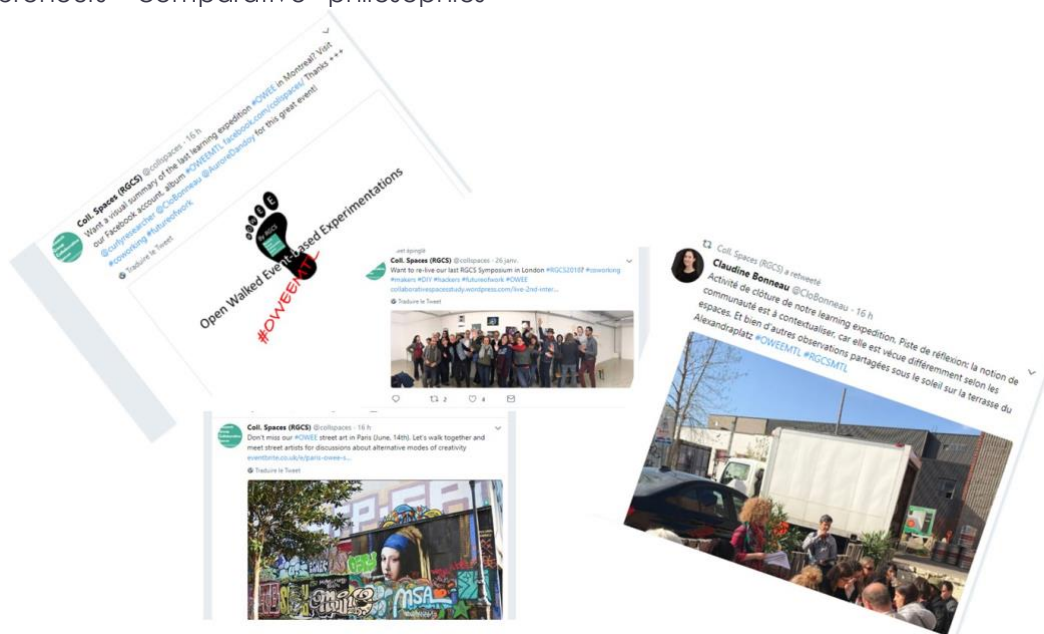 comparative philosophies
Coll. Spaces (RGCS) @collspaces · 16 h
Want a visual summary of the last learning expedition #OWEE in Montreal? Visit
our Facebook account, album #OWEEMTL facebook.com/collspaces/ Thanks +++
@curlyresearcher @CloBonneau @AuroreDandoy for this great event!
#coworking #futureofwork
Traduire le Tweet
By RGCS
Open Walked Event-based Experimentations
#OWEEMTL
Coll. Spaces (RGCS) @collspaces · 26 janv.
Want to re-live our last RGCS Symposium in London #RGCS2018? #coworking
#makers #DIY #hackers #futureofwork #OWEE
collaborativespacesstudy.wordpress.com/live-2nd-inter...
Traduire le Tweet
2 4
Coll. Spaces (RGCS) @collspaces · 16 h
Don't miss our #OWEE street art in Paris (June, 14th). Let's walk together and
meet street artists for discussions about alternative modes of creativity
eventbrite.co.uk/e/paris-owee-s...
Traduire le Tweet
MSA
Coll. Spaces (RGCS) a retweeté
Claudine Bonneau @CloBonneau · 16 h
Activité de clôture de notre learning expedition. Piste de réflexion: la notion de
communauté est à contextualiser, car elle est vécue différemment selon les
espaces. Et bien d'autres observations partagées sous le soleil sur la terrasse du
Alexandraplatz #OWEEMTL #RGCSMTL